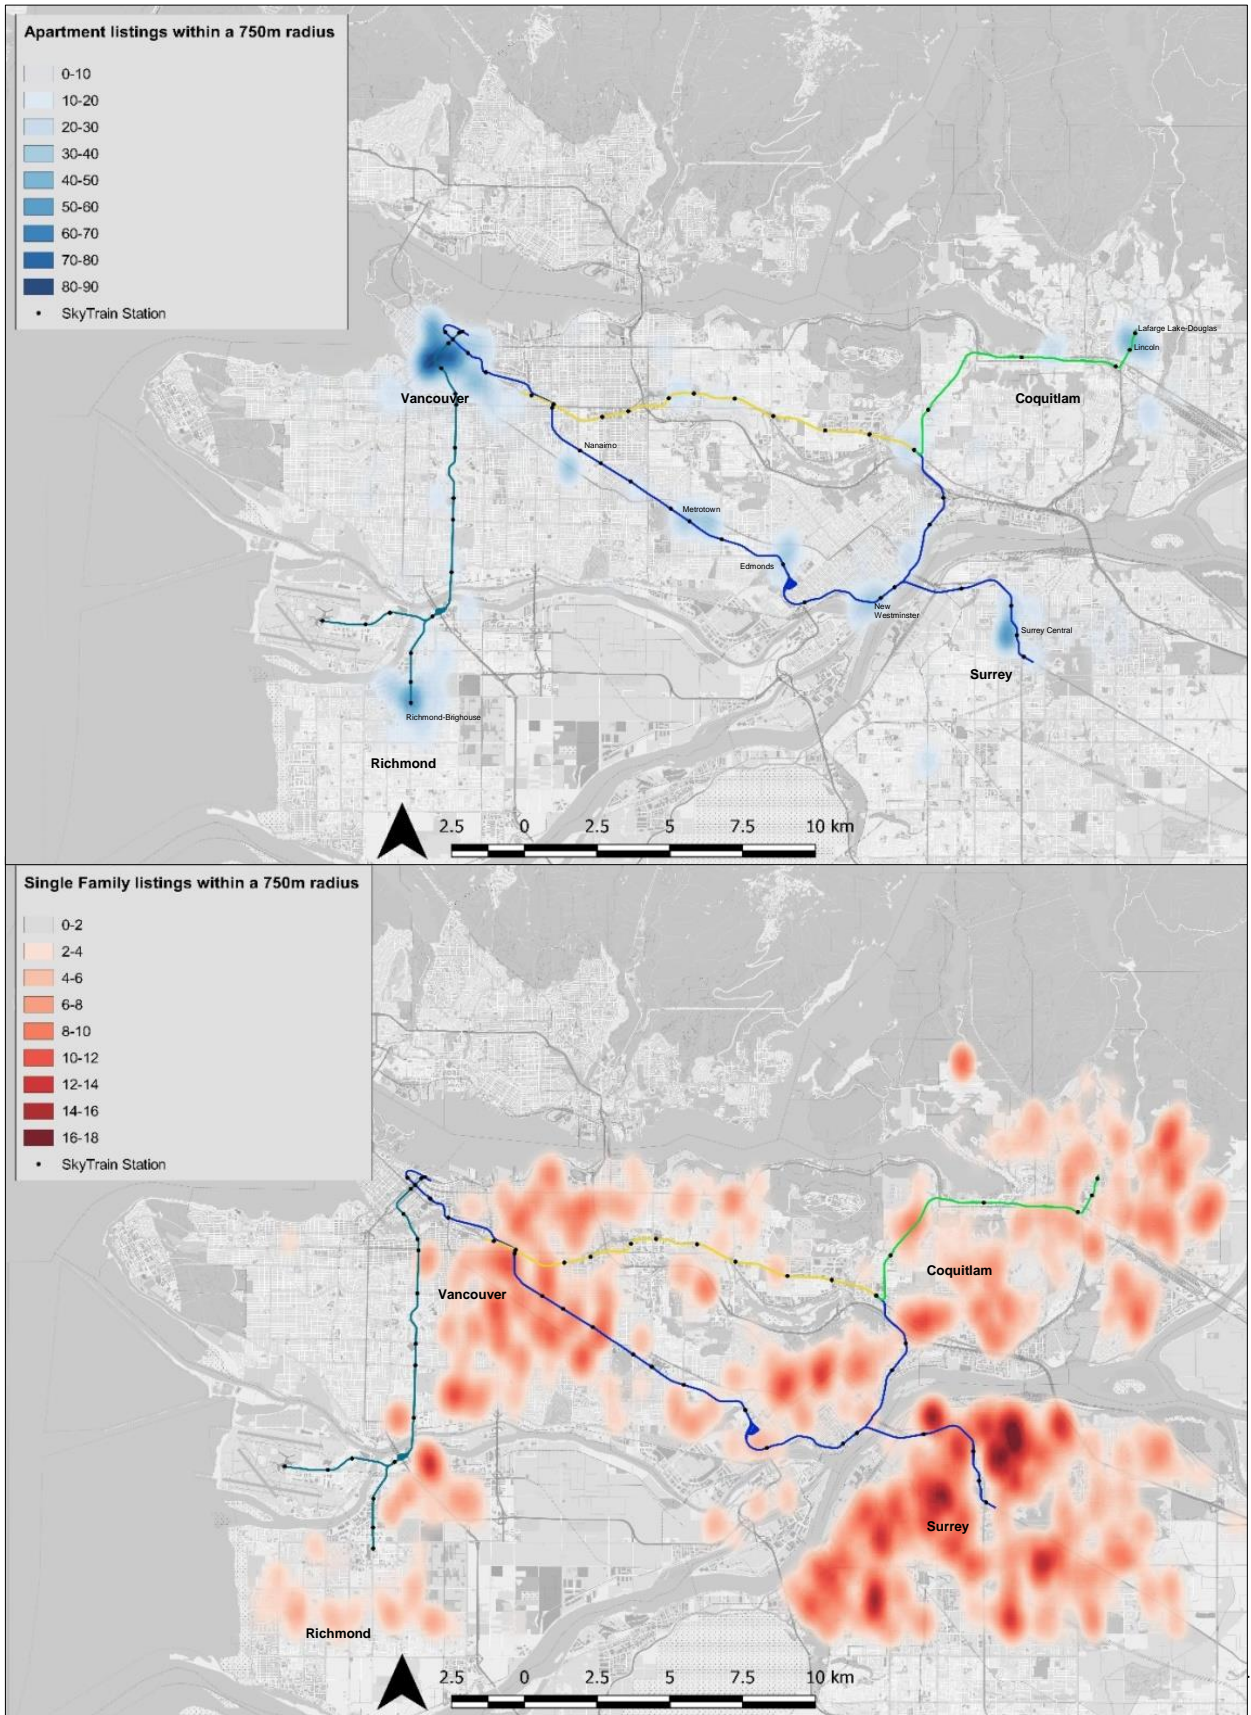 Apartment listings within a 750m radius
0-10
10-20
20-30
30-40
40-50
50-60
60-70
70-80
80-90
SkyTrain Station
Lafarge Lake-Douglas
Lincoln
Vancouver
Coquitlam
Nanaimo
Metrotown
Edmonds
New
Westminster
Surrey Central
Surrey
Richmond-Brighouse
Richmond
2.5 0 2.5 5 7.5 10 km
Single Family listings within a 750m radius
0-2
2-4
4-6
6-8
8-10
10-12
12-14
14-16
16-18
SkyTrain Station
Coquitlam
Vancouver
Surrey
Richmond
2.5 0 2.5 5 7.5 10 km